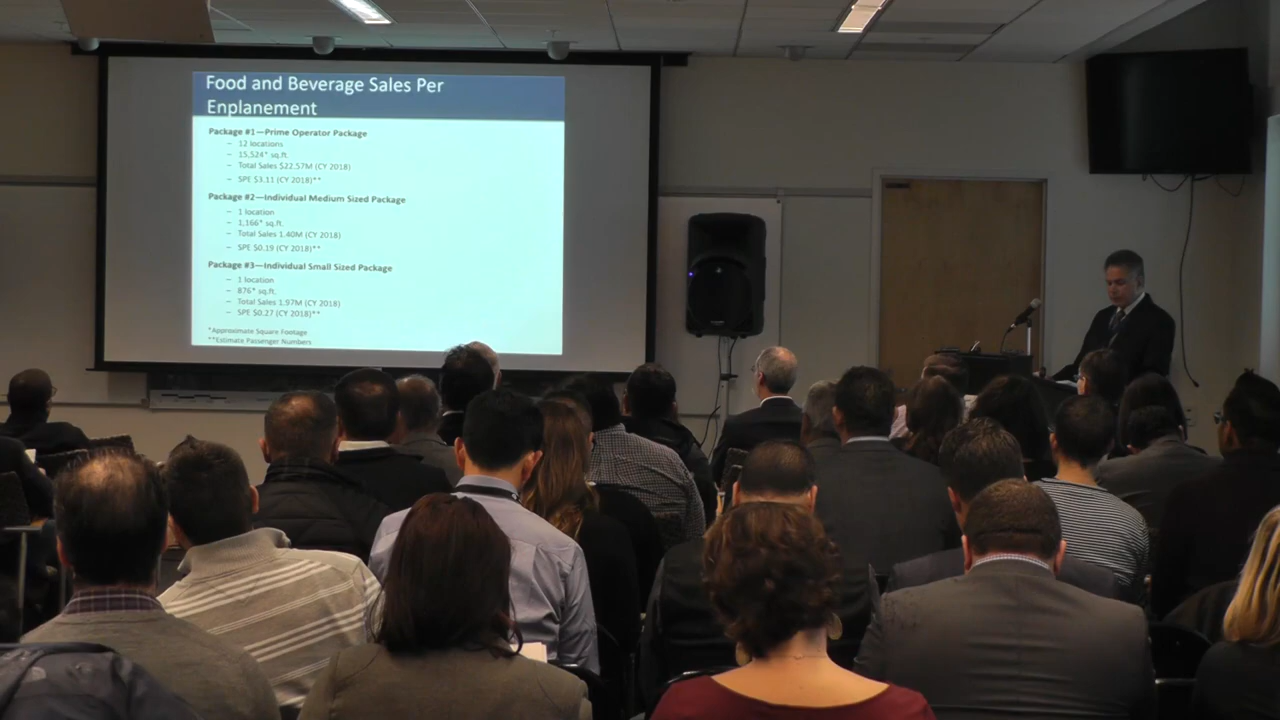 Food and Beverage Sales Per
Enplanement
Package #1—Prime Operator Package
– 12 locations
– 15,524* sq.ft.
– Total Sales $22.57M (CY 2018)
– SPE $3.11 (CY 2018)**
Package #2—Individual Medium Sized Package
– 1 location
– 1,166* sq.ft.
– Total Sales 1.40M (CY 2018)
– SPE $0.19 (CY 2018)**
Package #3—Individual Small Sized Package
– 1 location
– 876* sq.ft.
– Total Sales 1.97M (CY 2018)
– SPE $0.27 (CY 2018)**
*Approximate Square Footage
**Estimate Passenger Numbers